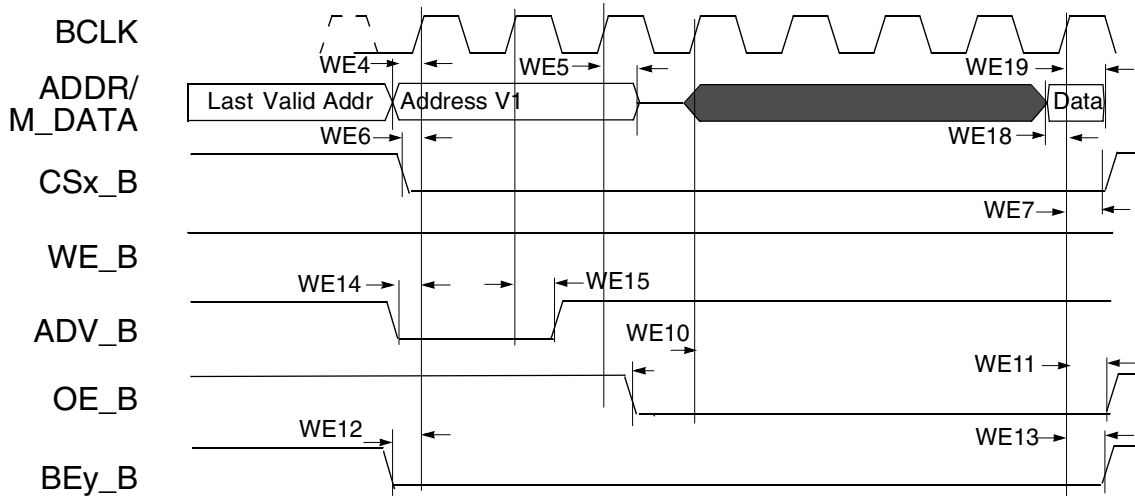 BCLK
WE4
WE5
WE19
ADDR/
M_DATA
Last Valid Addr
Address V1
Data
WE6
WE18
CSx_B
WE7
WE_B
WE14
WE15
ADV_B
WE10
WE11
OE_B
WE12
WE13
BEy_B